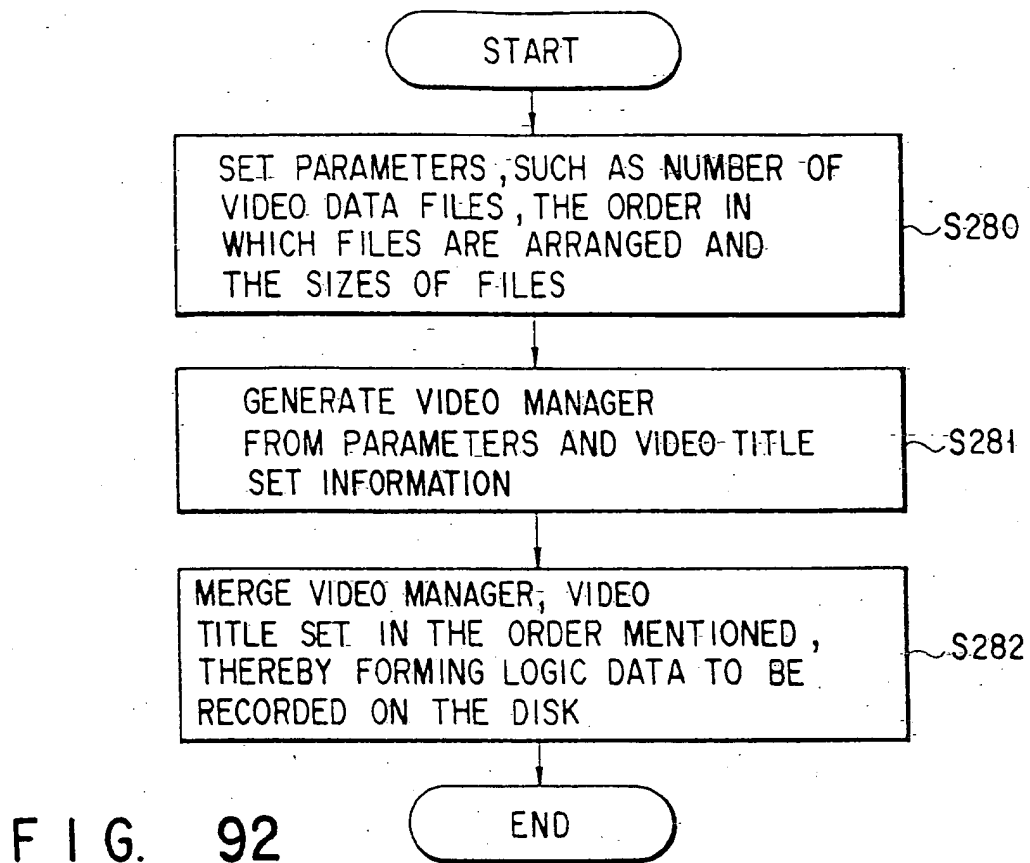 START
SET PARAMETERS, SUCH AS NUMBER OF
VIDEO DATA FILES, THE ORDER IN
WHICH FILES ARE ARRANGED AND
THE SIZES OF FILES
S280
GENERATE VIDEO MANAGER
FROM PARAMETERS AND VIDEO TITLE
SET INFORMATION
S281
MERGE VIDEO MANAGER, VIDEO
TITLE SET IN THE ORDER MENTIONED,
THEREBY FORMING LOGIC DATA TO BE
RECORDED ON THE DISK
S282
END
FIG. 92